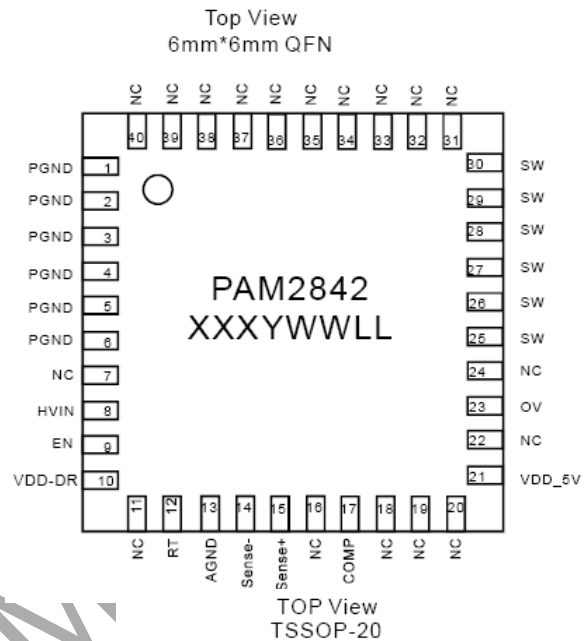 Top View
6mm*6mm QFN
NC NC NC NC NC NC NC NC NC NC
40 39 38 37 36 35 34 33 32 31
PGND 1
PGND 2
PGND 3
PGND 4
PGND 5
PGND 6
NC 7
HVIN 8
EN 9
VDD-DR 10
PAM2842
XXXYWWLL
30 SW
29 SW
28 SW
27 SW
26 SW
25 SW
24 NC
23 OV
22 NC
21 VDD_5V
11 12 13 14 15 16 17 18 19 20
NC RT AGND Sense- Sense+ NC COMP NC NC NC
TOP View
TSSOP-20